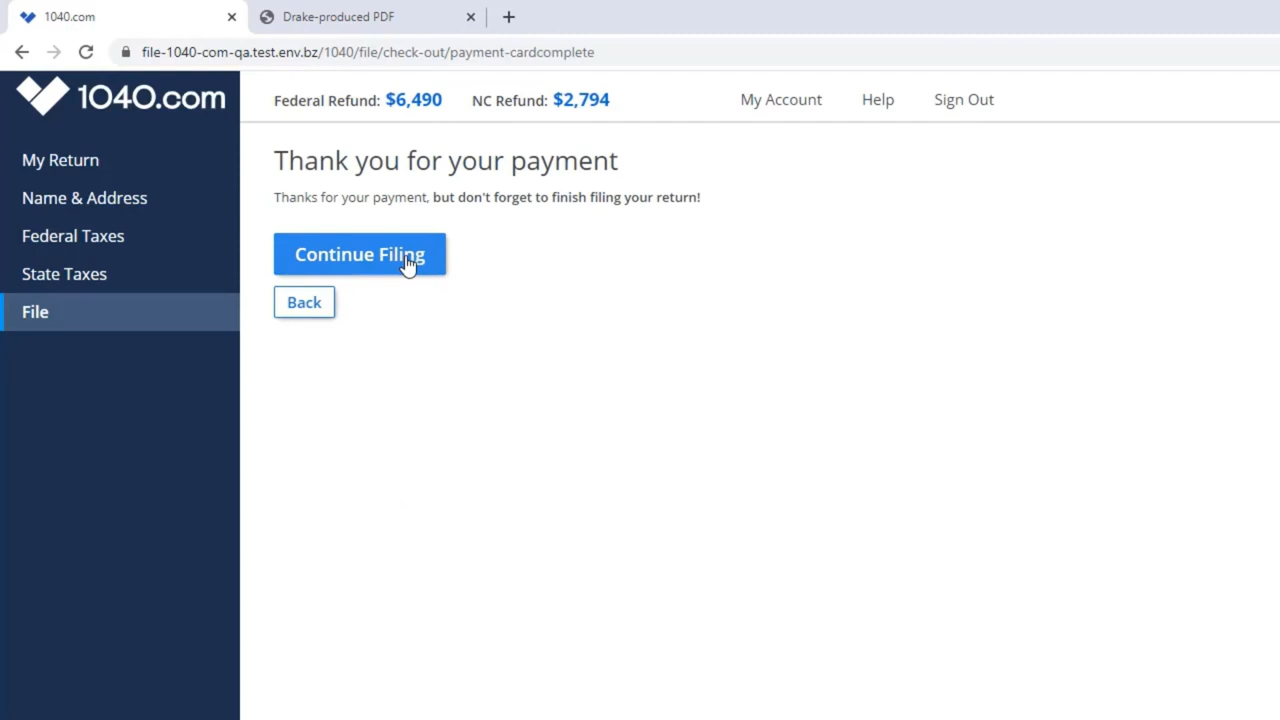 1040.com
Drake-produced PDF
file-1040-com-qa.test.env.bz/1040/file/check-out/payment-cardcomplete
1040.com
Federal Refund: $6,490 NC Refund: $2,794 My Account Help Sign Out
My Return
Name & Address
Federal Taxes
State Taxes
File
Thank you for your payment
Thanks for your payment, but don't forget to finish filing your return!
Continue Filing
Back